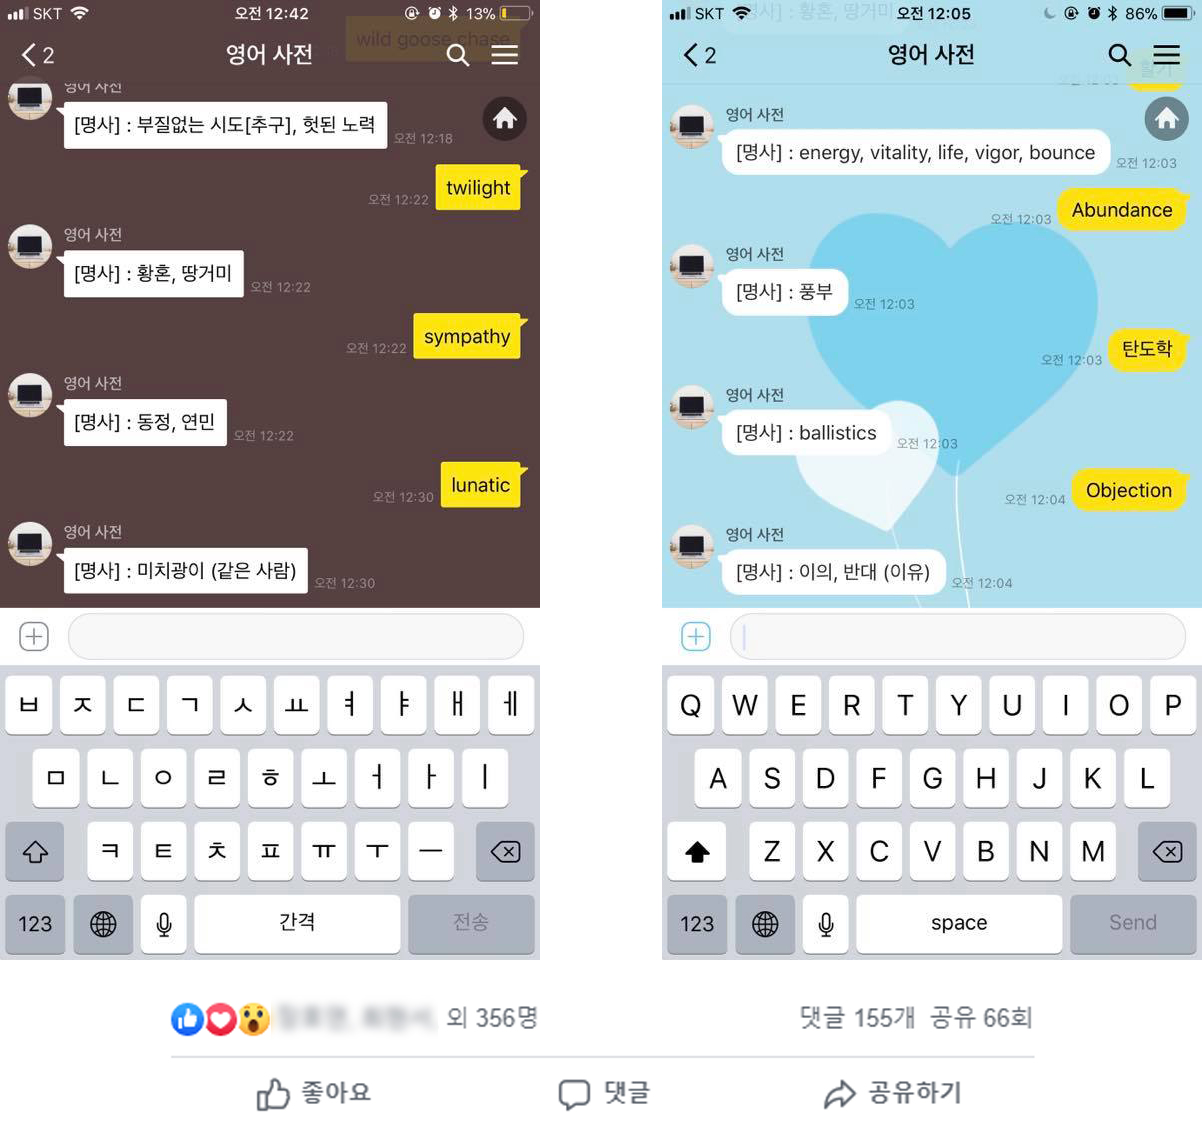 SKT 오전 12:42 13%
wild goose chase
2 영어 사전
영어 사전
[명사] : 부질없는 시도[추구], 헛된 노력 오전 12:18
오전 12:22 twilight
영어 사전
[명사] : 황혼, 땅거미 오전 12:22
오전 12:22 sympathy
영어 사전
[명사] : 동정, 연민 오전 12:22
오전 12:30 lunatic
영어 사전
[명사] : 미치광이 (같은 사람) 오전 12:30
ㅂ ㅈ ㄷ ㄱ ㅅ ㅛ ㅕ ㅑ ㅐ ㅔ
ㅁ ㄴ ㅇ ㄹ ㅎ ㅗ ㅓ ㅏ ㅣ
ㅋ ㅌ ㅊ ㅍ ㅠ ㅜ ㅡ
123 간격 전송
SKT 오전 12:05 86%
[명사] : 황혼, 땅거미
2 영어 사전
활기
영어 사전
[명사] : energy, vitality, life, vigor, bounce 오전 12:03
오전 12:03 Abundance
영어 사전
[명사] : 풍부 오전 12:03
오전 12:03 탄도학
영어 사전
[명사] : ballistics 오전 12:03
오전 12:04 Objection
영어 사전
[명사] : 이의, 반대 (이유) 오전 12:04
Q W E R T Y U I O P
A S D F G H J K L
Z X C V B N M
123 space Send
외 356명 댓글 155개 공유 66회
좋아요 댓글 공유하기